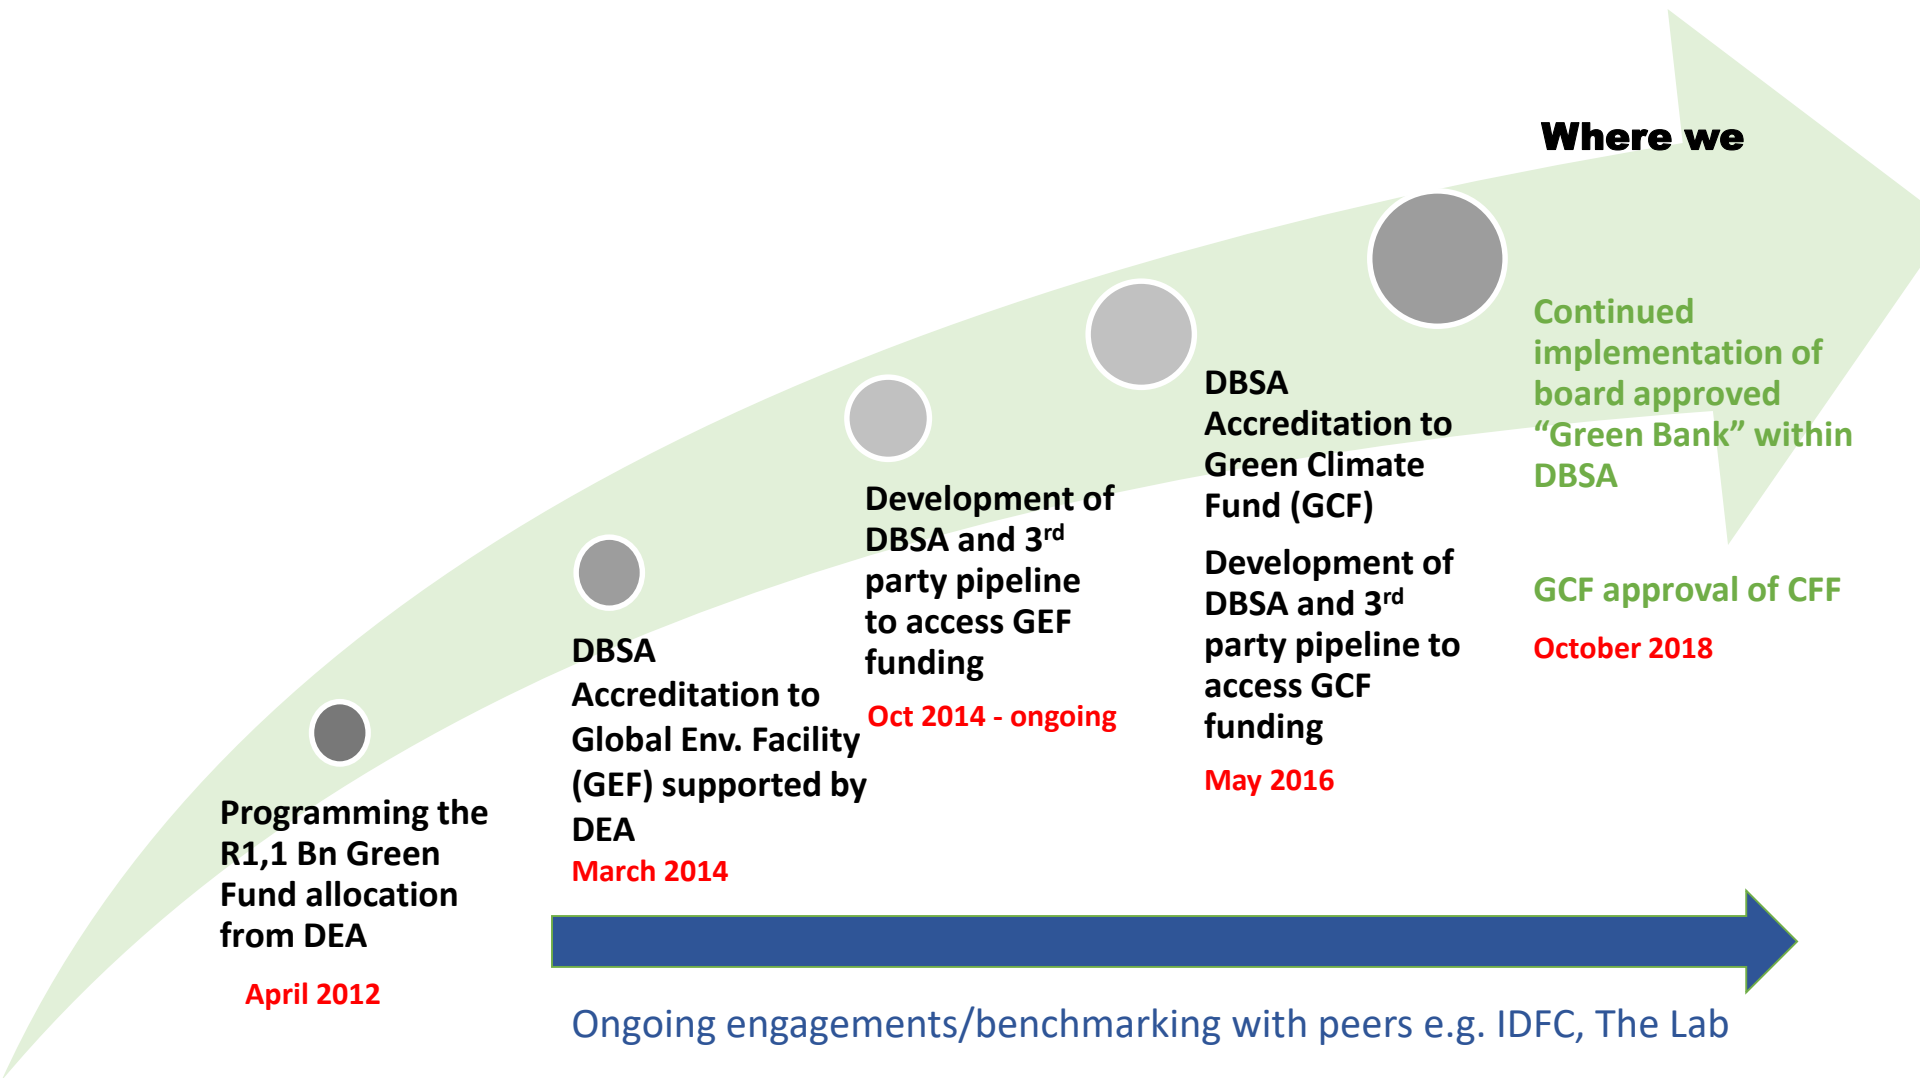 Where we
Programming the
R1,1 Bn Green
Fund allocation
from DEA
April 2012
DBSA
Accreditation to
Global Env. Facility
(GEF) supported by
DEA
March 2014
Development of
DBSA and 3rd
party pipeline
to access GEF
funding
Oct 2014 - ongoing
DBSA
Accreditation to
Green Climate
Fund (GCF)
Development of
DBSA and 3rd
party pipeline to
access GCF
funding
May 2016
Continued
implementation of
board approved
“Green Bank” within
DBSA
GCF approval of CFF
October 2018
Ongoing engagements/benchmarking with peers e.g. IDFC, The Lab